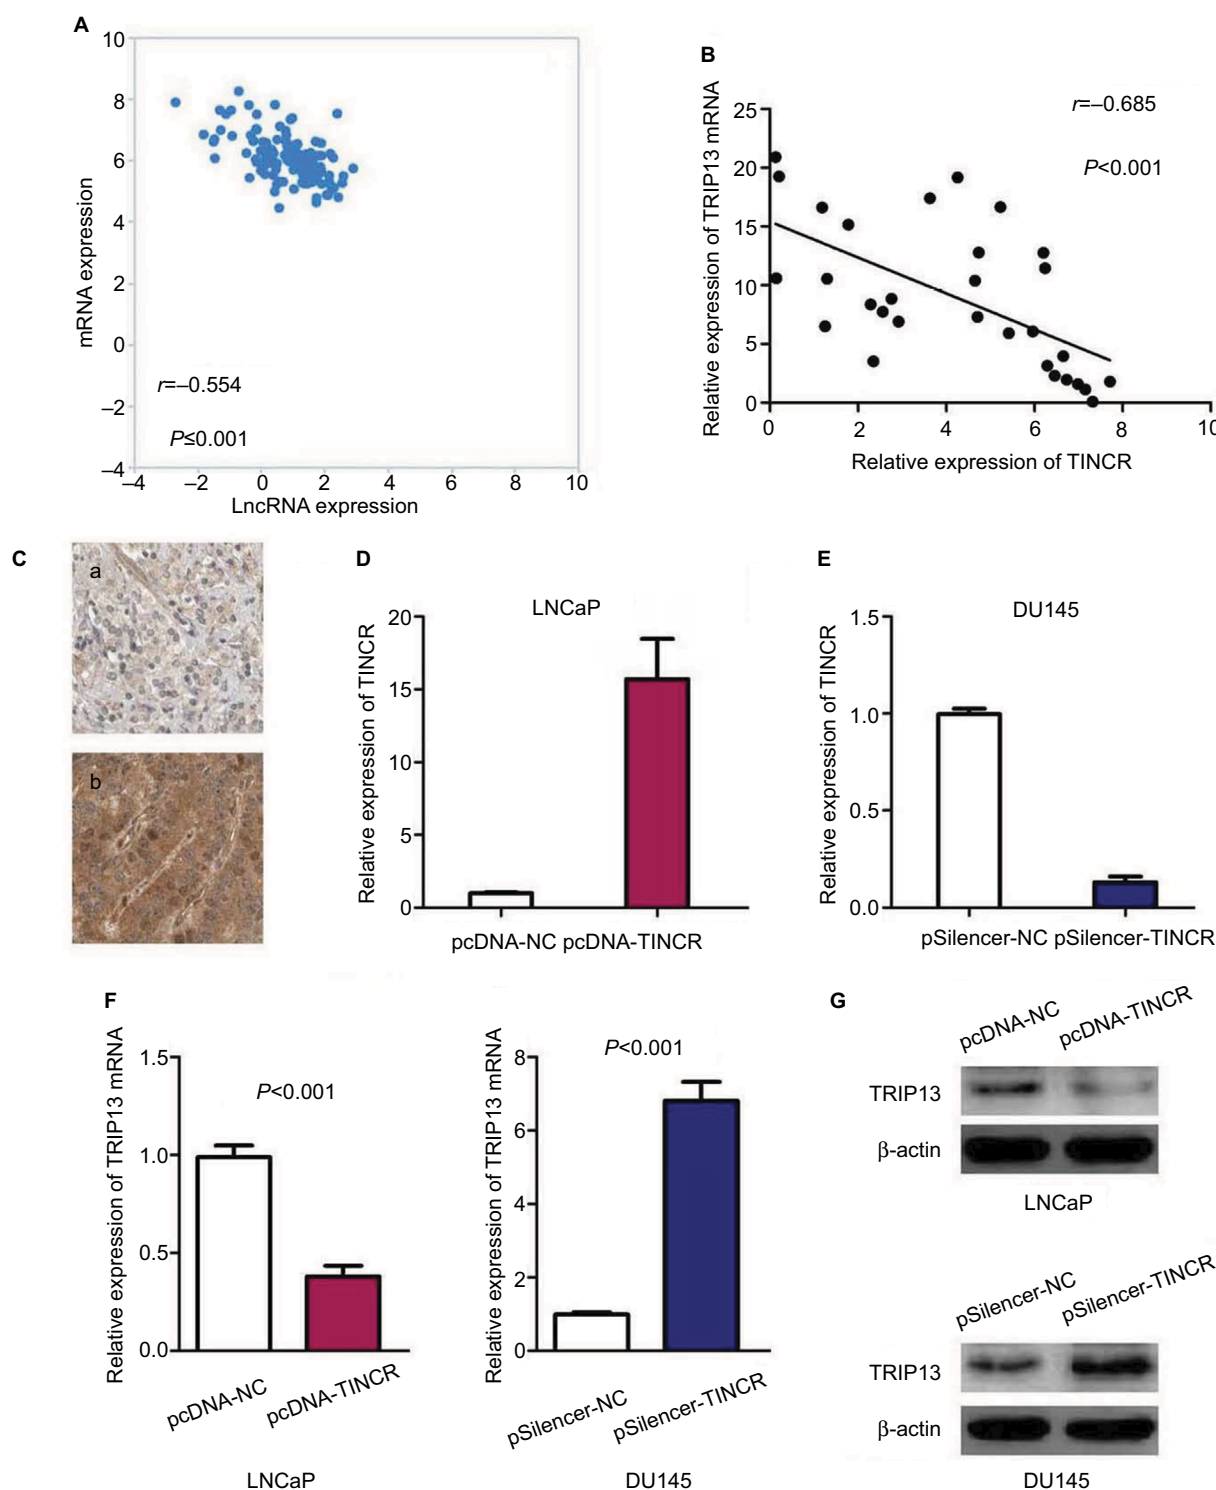 A
10
8
6
4
2
0
–2
–4
mRNA expression
r=–0.554
P≤0.001
–4 –2 0 2 4 6 8 10
LncRNA expression
B
r=–0.685
P<0.001
25
20
15
10
5
0
Relative expression of TRIP13 mRNA
0 2 4 6 8 10
Relative expression of TINCR
C
a
b
D
LNCaP
20
15
10
5
0
Relative expression of TINCR
pcDNA-NC pcDNA-TINCR
E
DU145
1.5
1.0
0.5
0.0
Relative expression of TINCR
pSilencer-NC pSilencer-TINCR
F
P<0.001
1.5
1.0
0.5
0.0
Relative expression of TRIP13 mRNA
pcDNA-NC pcDNA-TINCR
LNCaP
P<0.001
8
6
4
2
0
Relative expression of TRIP13 mRNA
pSilencer-NC pSilencer-TINCR
DU145
G
pcDNA-NC pcDNA-TINCR
TRIP13
β-actin
LNCaP
pSilencer-NC pSilencer-TINCR
TRIP13
β-actin
DU145